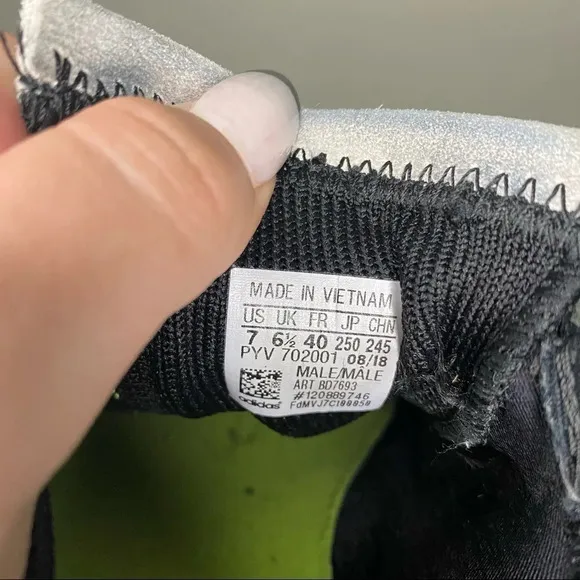 MADE IN VIETNAM
US UK FR JP CHN
7 6½ 40 250 245
PYV 702001 08/18
MALE/MALE
ART BD7693
#120889746
adidas